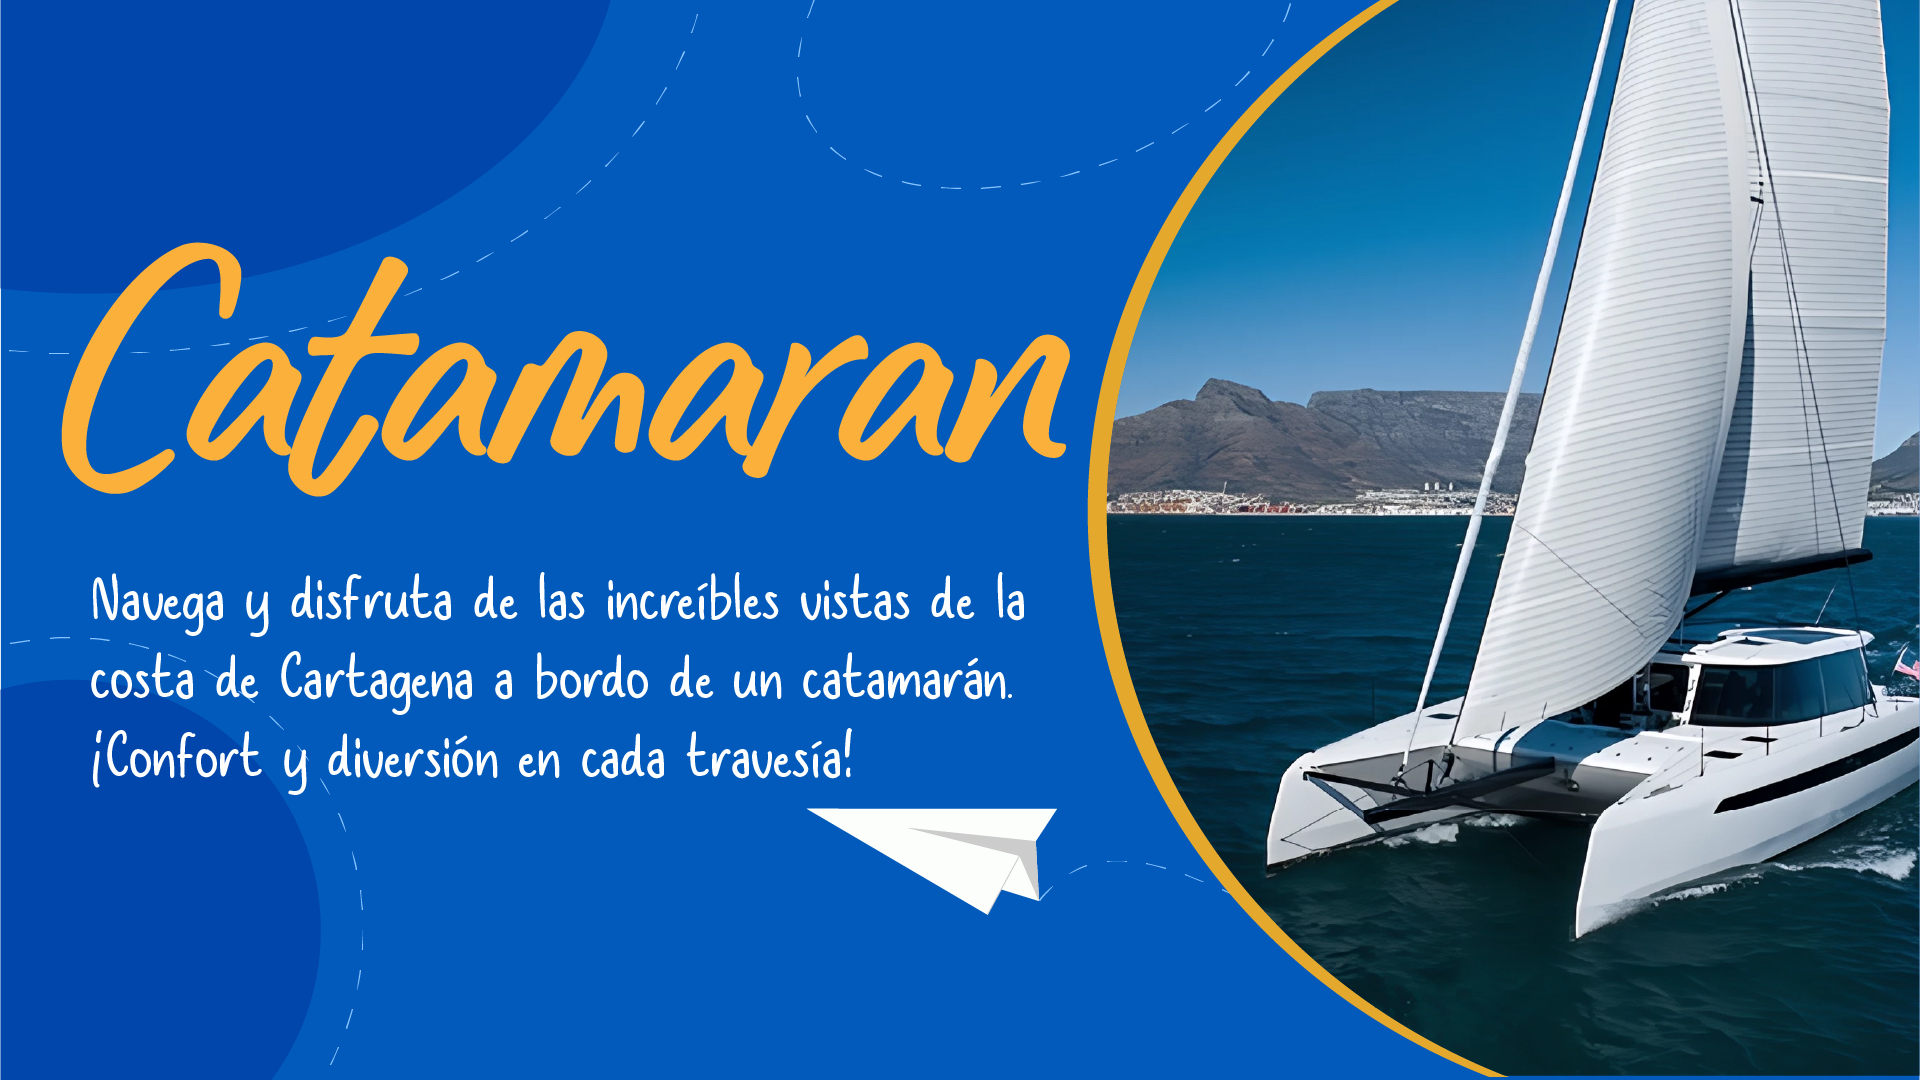 Catamaran
Navega y disfruta de las increíbles vistas de la
costa de Cartagena a bordo de un catamarán.
¡Confort y diversión en cada travesía!